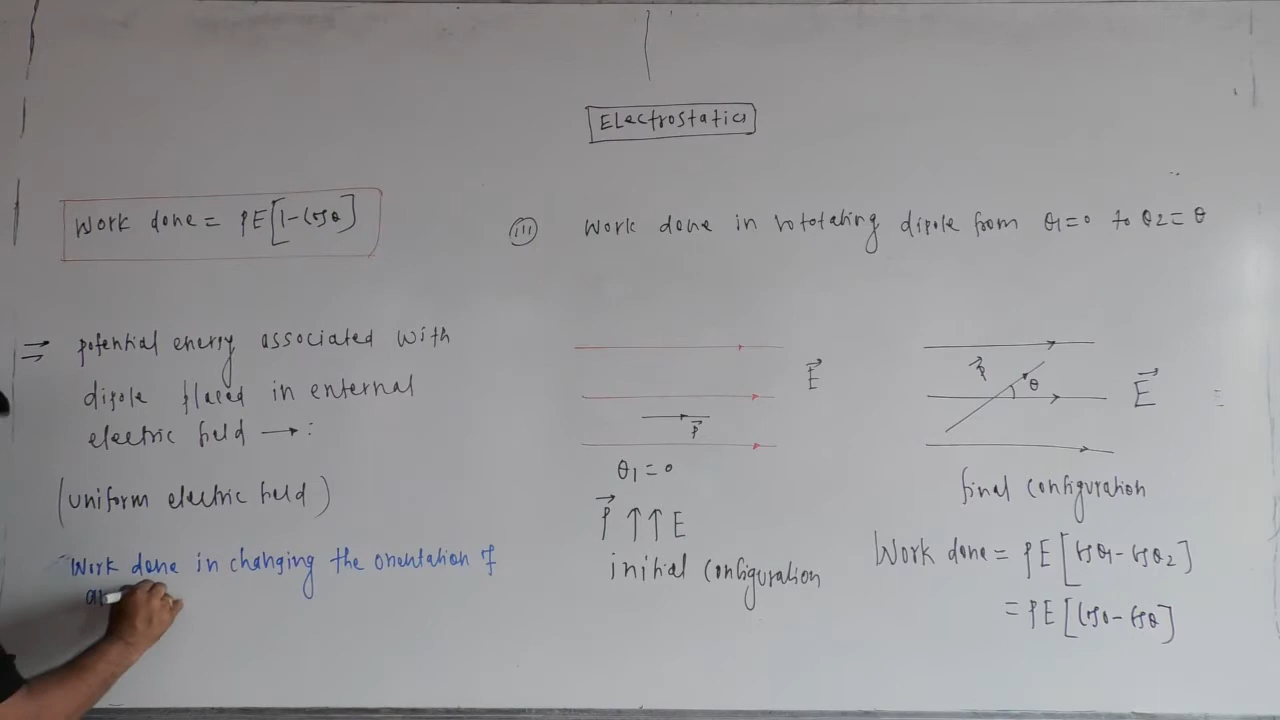 Electrostatics
Work done = PE[1-cosθ]
⇒ potential energy associated with
dipole placed in enternal
electric field → :
(uniform electric field)
Work done in changing the orientation of
(iii) Work done in rototating dipole from θ1=0 to θ2=θ
E
P
θ1=0
P ↑↑ E
initial configuration
P
θ
E
final configuration
Work done = PE[cosθ1-cosθ2]
= PE[cos0-cosθ]